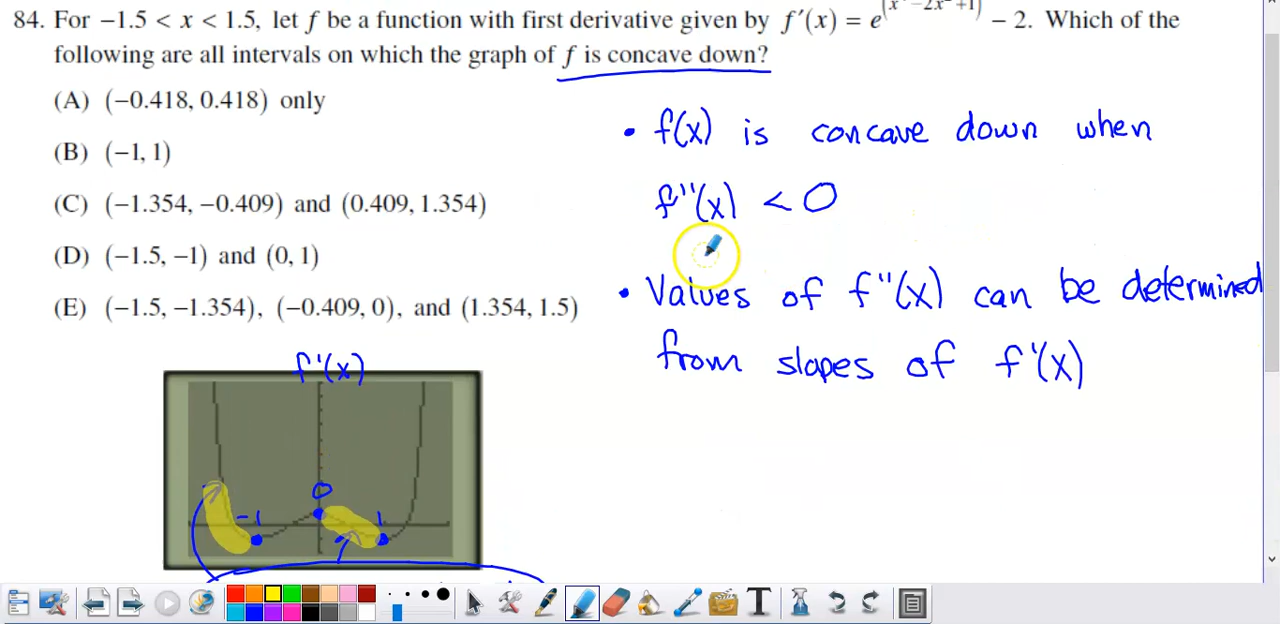 84. For −1.5 < x < 1.5, let f be a function with first derivative given by f′(x) = e^(x⁴−2x²+1) − 2. Which of the
following are all intervals on which the graph of f is concave down?
(A) (−0.418, 0.418) only
(B) (−1, 1)
(C) (−1.354, −0.409) and (0.409, 1.354)
(D) (−1.5, −1) and (0, 1)
(E) (−1.5, −1.354), (−0.409, 0), and (1.354, 1.5)
• f(x) is concave down when
f''(x) < 0
• Values of f''(x) can be determined
from slopes of f'(x)
f'(x)
0
-1
1
T